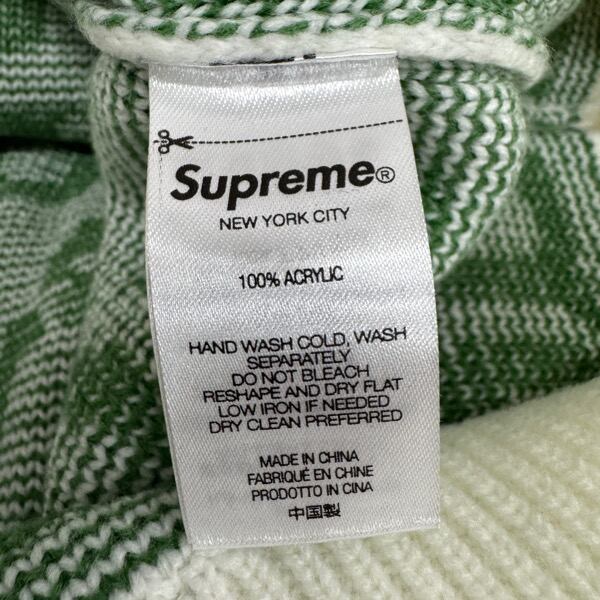 Supreme®
NEW YORK CITY
100% ACRYLIC
HAND WASH COLD, WASH
SEPARATELY
DO NOT BLEACH
RESHAPE AND DRY FLAT
LOW IRON IF NEEDED
DRY CLEAN PREFERRED
MADE IN CHINA
FABRIQUÉ EN CHINE
PRODOTTO IN CINA
中国製